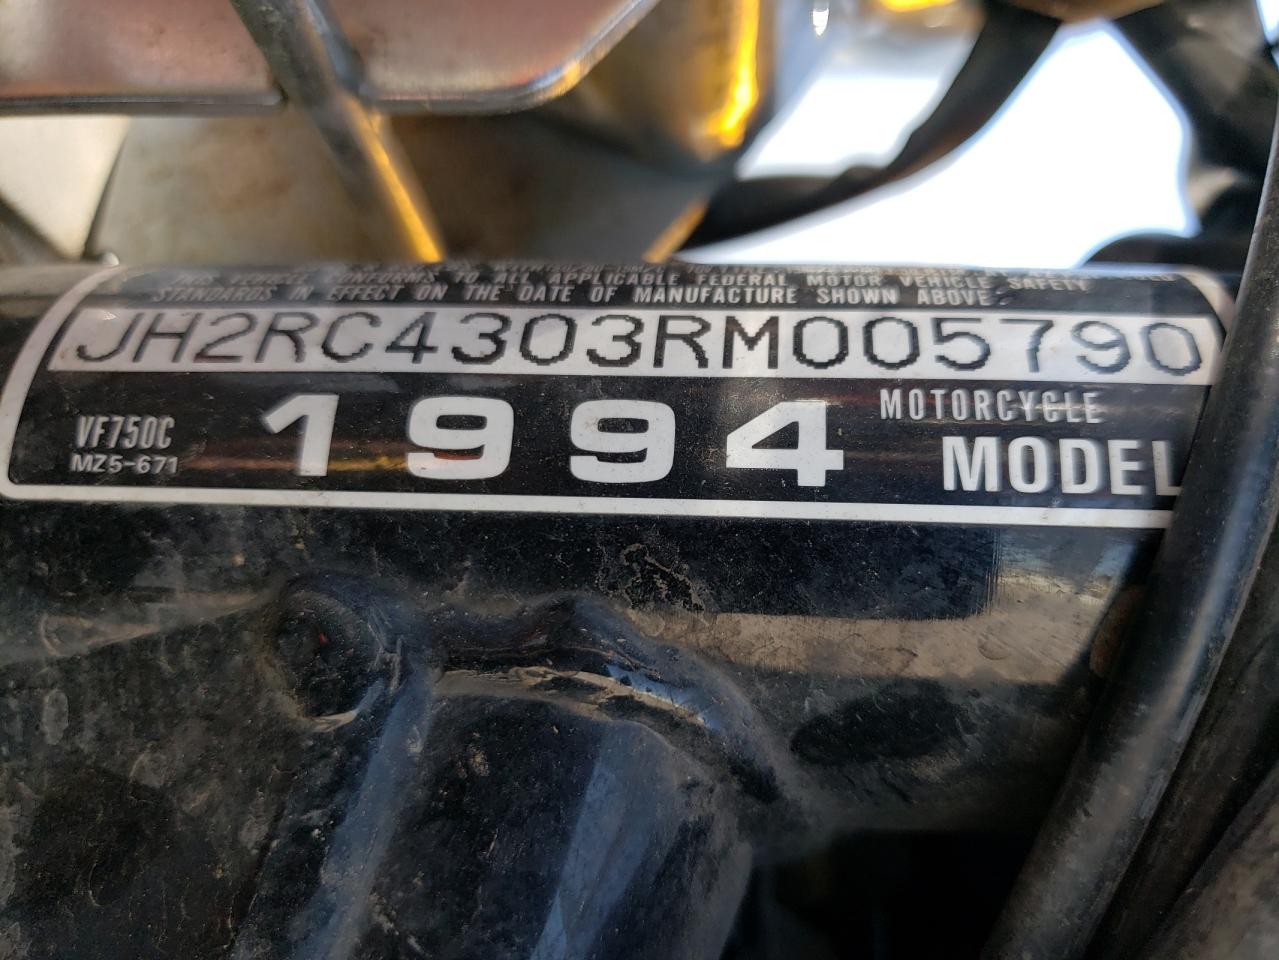 THIS VEHICLE CONFORMS TO ALL APPLICABLE FEDERAL MOTOR VEHICLE SAFETY
STANDARDS IN EFFECT ON THE DATE OF MANUFACTURE SHOWN ABOVE.
JH2RC4303RM005790
VF750C
MZ5-671
1994
MOTORCYCLE
MODEL